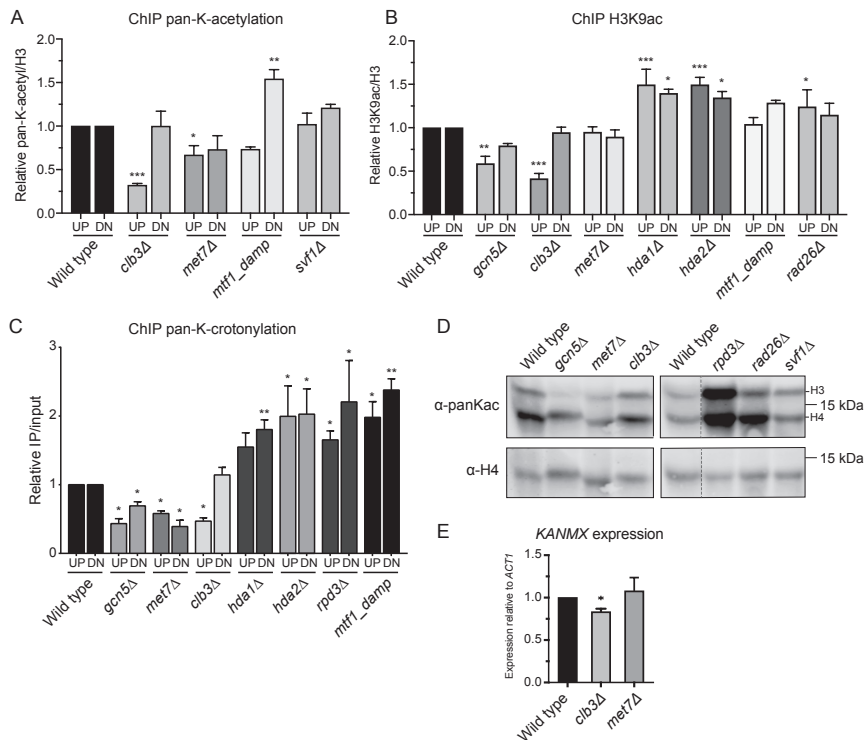 A
ChIP pan-K-acetylation
Relative pan-K-acetyl/H3
2.0
1.5
1.0
0.5
0.0
*** * **
UP DN UP DN UP DN UP DN UP DN
Wild type clb3Δ met7Δ mtf1_damp svf1Δ
B
ChIP H3K9ac
Relative H3K9ac/H3
2.0
1.5
1.0
0.5
0.0
** *** *** * *** * *
UP DN UP DN UP DN UP DN UP DN UP DN UP DN UP DN
Wild type gcn5Δ clb3Δ met7Δ hda1Δ hda2Δ mtf1_damp rad26Δ
C
ChIP pan-K-crotonylation
Relative IP/input
3
2
1
0
* * * * * ** * * * * * **
UP DN UP DN UP DN UP DN UP DN UP DN UP DN UP DN
Wild type gcn5Δ met7Δ clb3Δ hda1Δ hda2Δ rpd3Δ mtf1_damp
D
Wild type gcn5Δ met7Δ clb3Δ Wild type rpd3Δ rad26Δ svf1Δ
α-panKac
H3
15 kDa
H4
α-H4
15 kDa
E
KANMX expression
Expression relative to ACT1
1.5
1.0
0.5
0.0
*
Wild type clb3Δ met7Δ